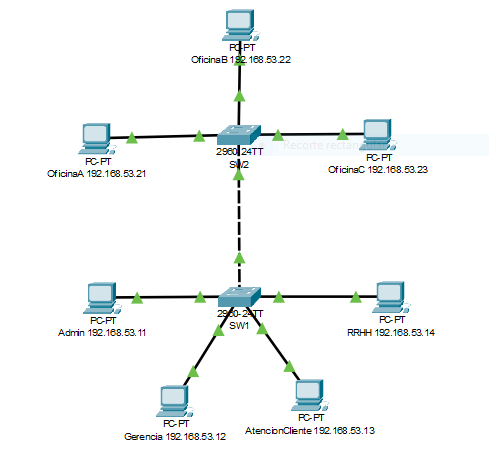 PC-PT
OficinaB 192.168.53.22
PC-PT
OficinaA 192.168.53.21
2960-24TT
SW2
Recorte rectangular
PC-PT
OficinaC 192.168.53.23
PC-PT
Admin 192.168.53.11
2960-24TT
SW1
PC-PT
RRHH 192.168.53.14
PC-PT
Gerencia 192.168.53.12
PC-PT
AtencionCliente 192.168.53.13